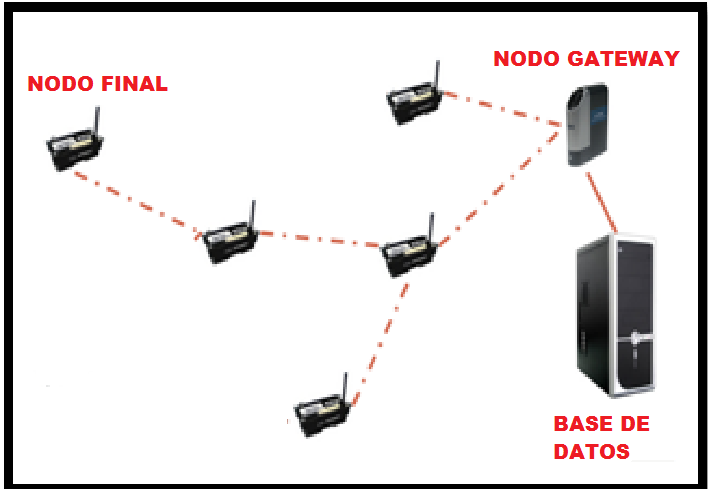 NODO FINAL
NODO GATEWAY
BASE DE
DATOS